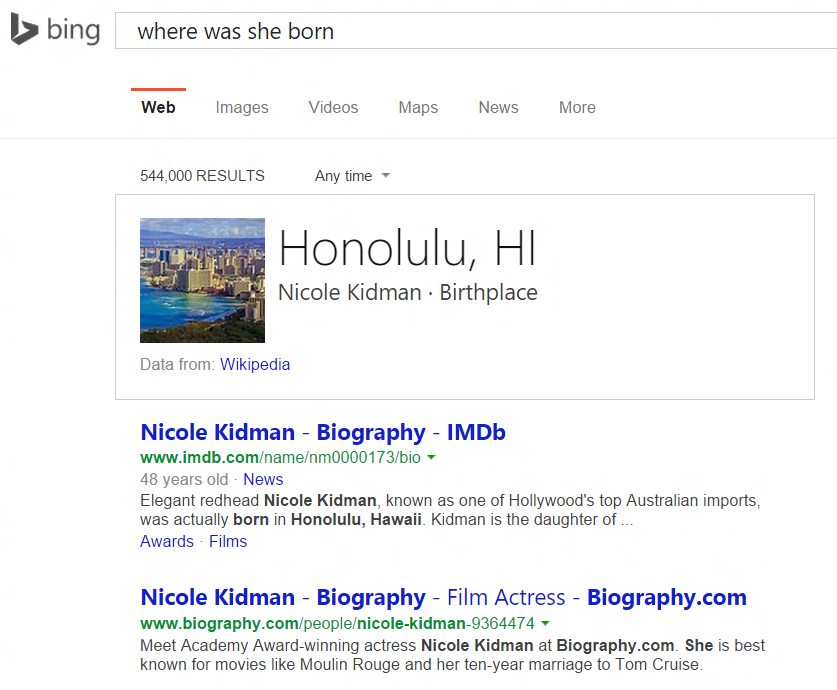 bing
where was she born
Web Images Videos Maps News More
544,000 RESULTS Any time
Honolulu, HI
Nicole Kidman · Birthplace
Data from: Wikipedia
Nicole Kidman - Biography - IMDb
www.imdb.com/name/nm0000173/bio
48 years old · News
Elegant redhead Nicole Kidman, known as one of Hollywood's top Australian imports,
was actually born in Honolulu, Hawaii. Kidman is the daughter of ...
Awards · Films
Nicole Kidman - Biography - Film Actress - Biography.com
www.biography.com/people/nicole-kidman-9364474
Meet Academy Award-winning actress Nicole Kidman at Biography.com. She is best
known for movies like Moulin Rouge and her ten-year marriage to Tom Cruise.